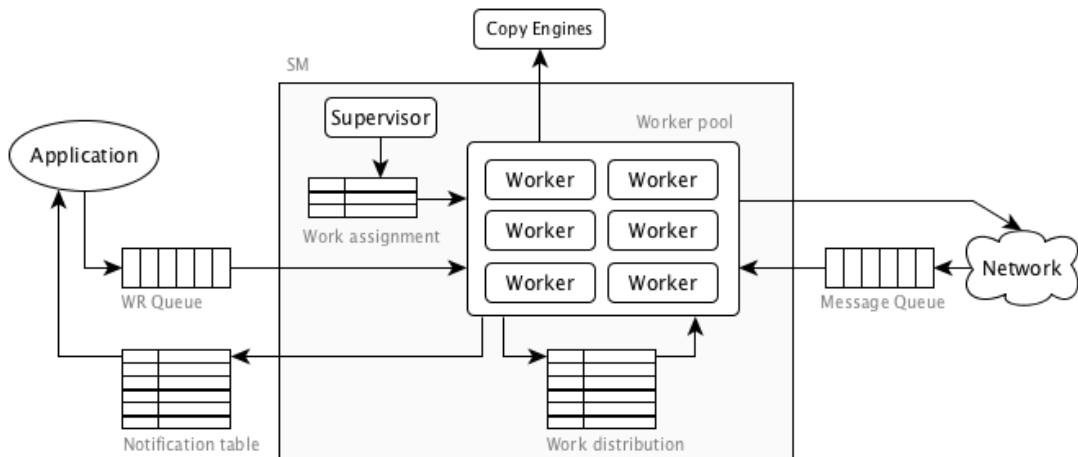 Copy Engines
SM
Supervisor
Worker pool
Application
Worker
Worker
Work assignment
Worker
Worker
WR Queue
Worker
Worker
Message Queue
Network
Notification table
Work distribution